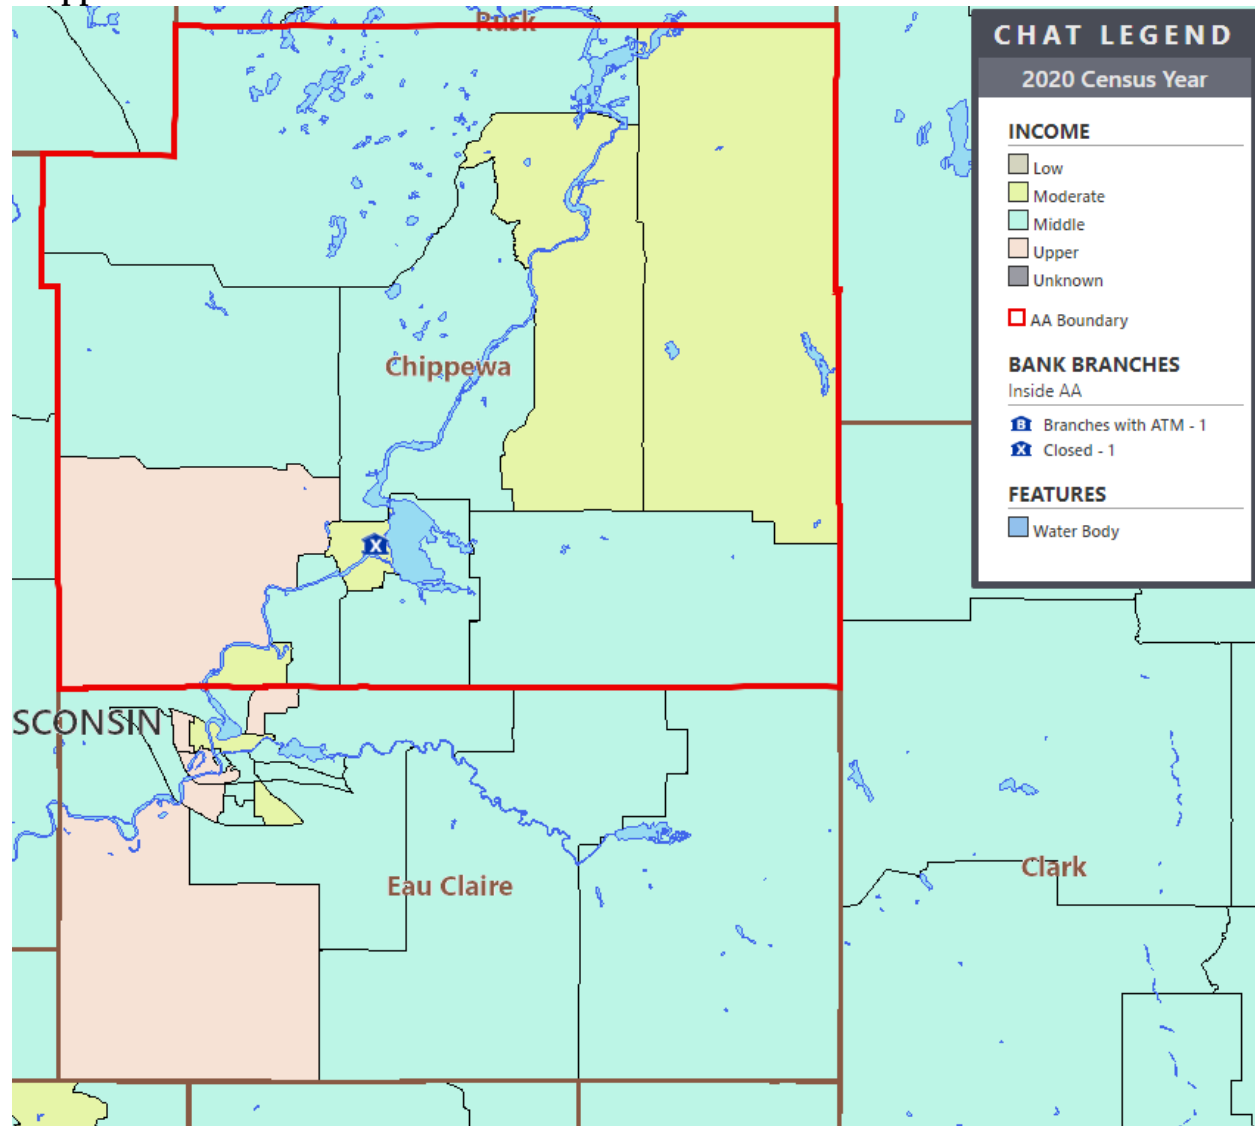 Rusk
CHAT LEGEND
2020 Census Year
INCOME
Low
Moderate
Middle
Upper
Unknown
AA Boundary
BANK BRANCHES
Inside AA
B Branches with ATM - 1
X Closed - 1
FEATURES
Water Body
Chippewa
X
SCONSIN
Eau Claire
Clark